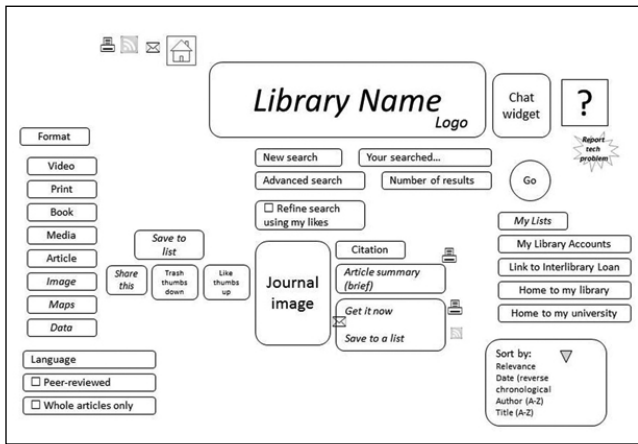 Library Name
Logo
Chat
widget
?
Report
tech
problem
Format
Video
Print
Book
Media
Article
Image
Maps
Data
Language
☐ Peer-reviewed
☐ Whole articles only
Save to
list
Share
this
Trash
thumbs
down
Like
thumbs
up
New search
Your searched...
Advanced search
Number of results
Go
☐ Refine search
using my likes
Journal
image
Citation
Article summary
(brief)
Get it now
Save to a list
My Lists
My Library Accounts
Link to Interlibrary Loan
Home to my library
Home to my university
Sort by:
Relevance
Date (reverse
chronological
Author (A-Z)
Title (A-Z)